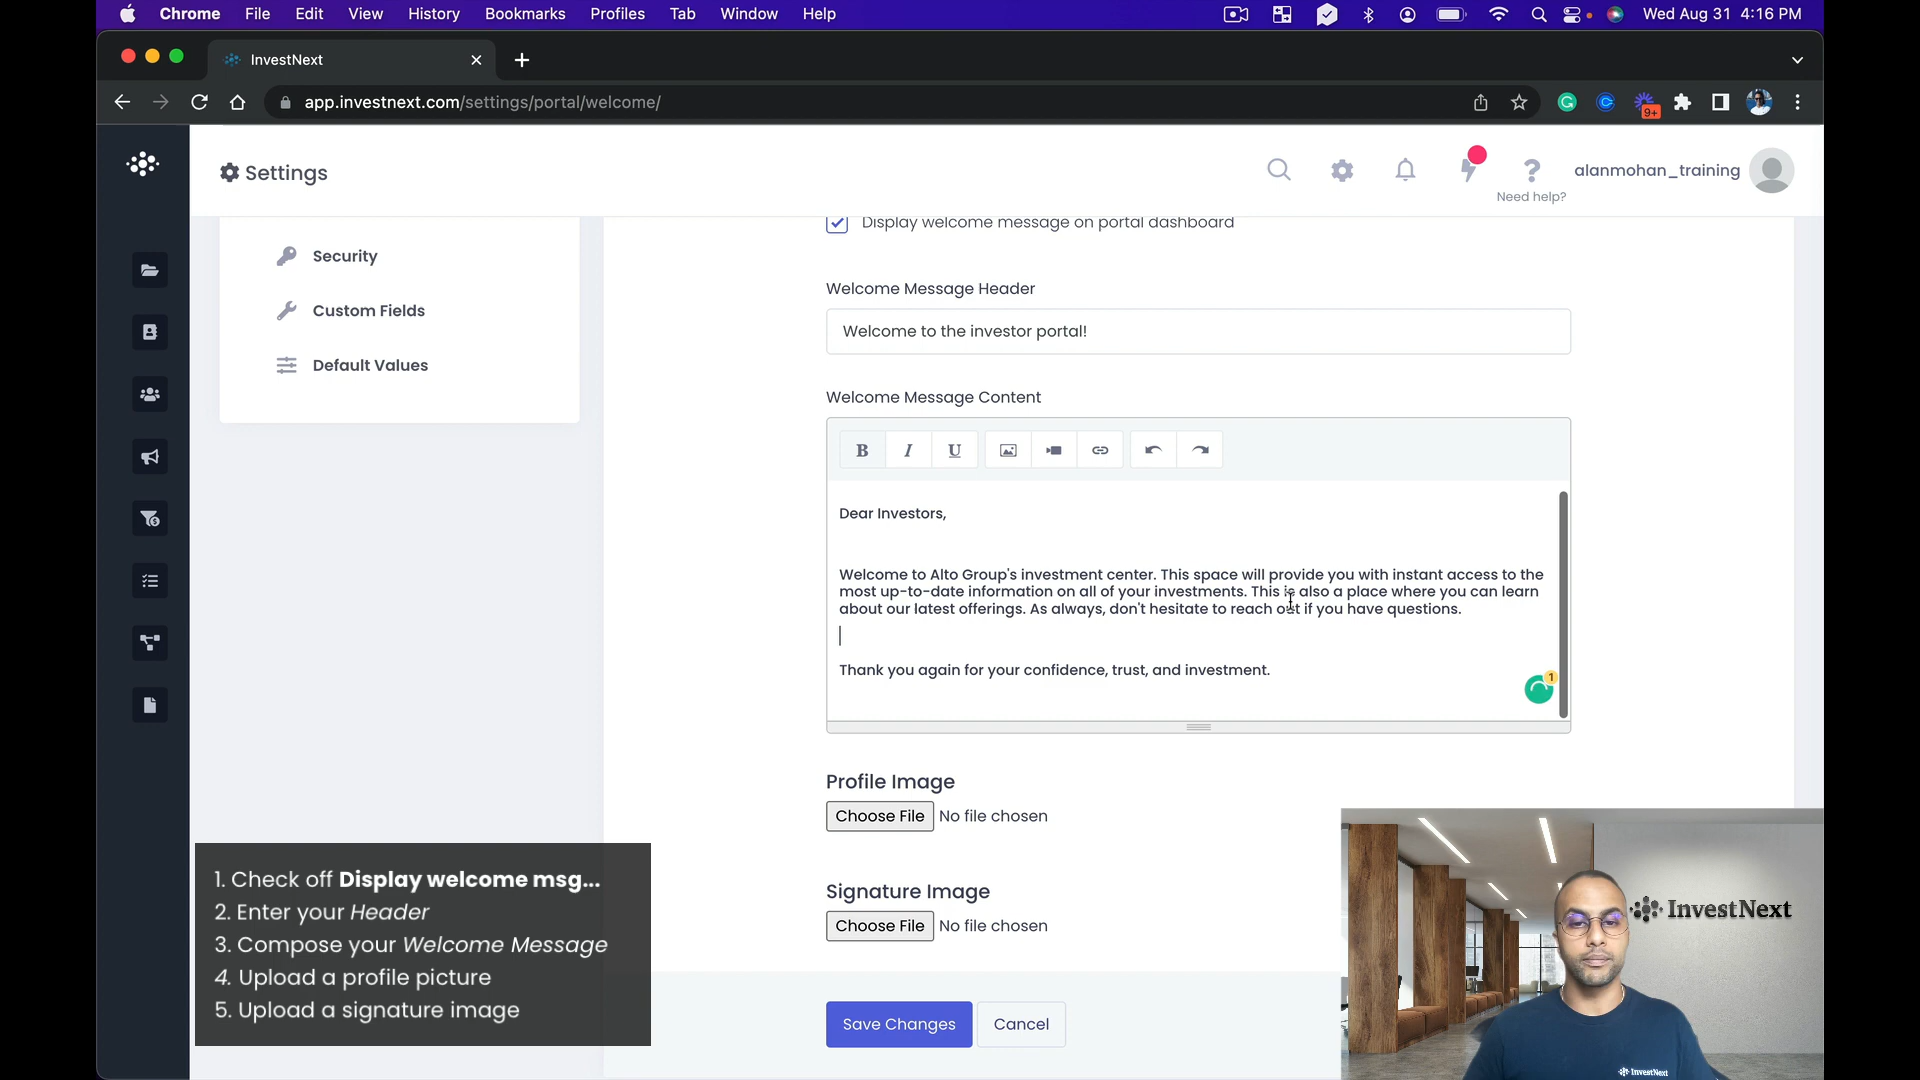 Chrome File Edit View History Bookmarks Profiles Tab Window Help Wed Aug 31 4:16 PM
InvestNext
app.investnext.com/settings/portal/welcome/
9+
Settings
alanmohan_training
Need help?
Display welcome message on portal dashboard
Security
Custom Fields
Default Values
Welcome Message Header
Welcome to the investor portal!
Welcome Message Content
B I U
Dear Investors,
Welcome to Alto Group's investment center. This space will provide you with instant access to the
most up-to-date information on all of your investments. This is also a place where you can learn
about our latest offerings. As always, don't hesitate to reach out if you have questions.
Thank you again for your confidence, trust, and investment.
1
Profile Image
Choose File No file chosen
Signature Image
Choose File No file chosen
Save Changes Cancel
1. Check off Display welcome msg...
2. Enter your Header
3. Compose your Welcome Message
4. Upload a profile picture
5. Upload a signature image
InvestNext
InvestNext